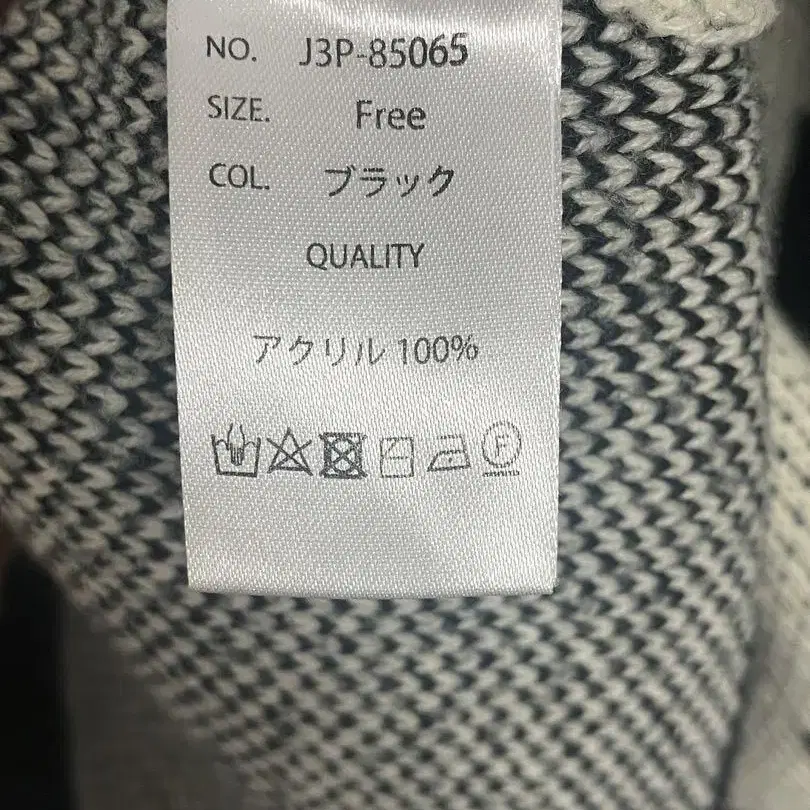 NO. J3P-85065
SIZE. Free
COL. ブラック
QUALITY
アクリル 100%
F